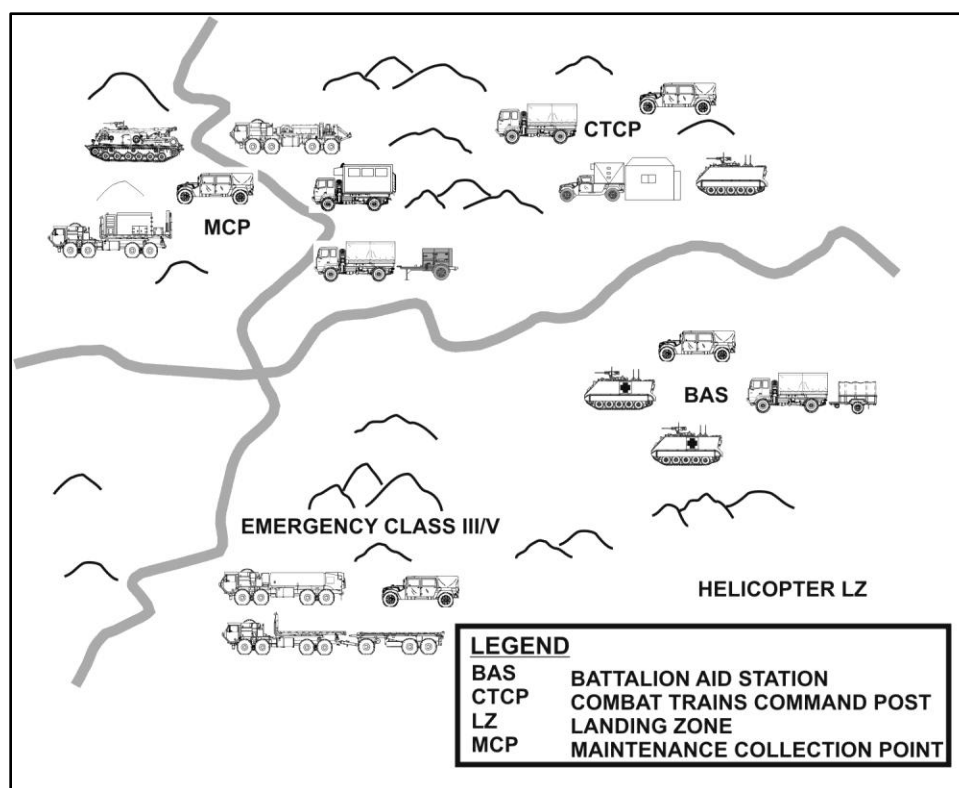 CTCP
MCP
BAS
EMERGENCY CLASS III/V
HELICOPTER LZ
LEGEND
BAS BATTALION AID STATION
CTCP COMBAT TRAINS COMMAND POST
LZ LANDING ZONE
MCP MAINTENANCE COLLECTION POINT